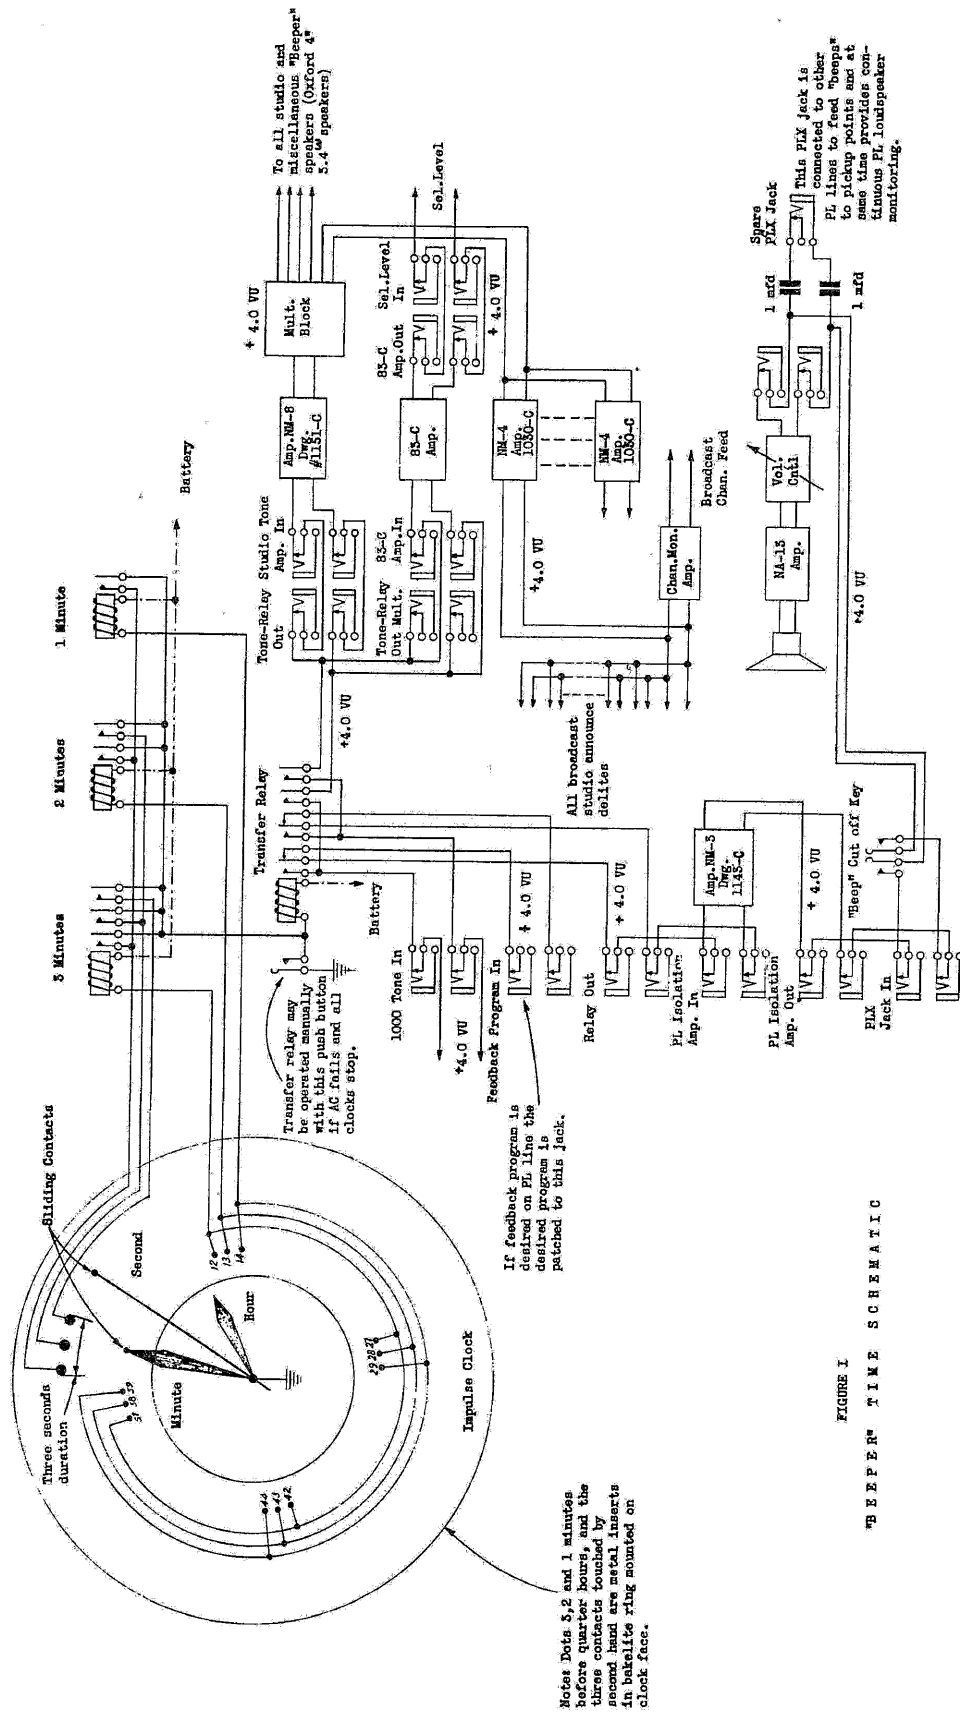 To all studio and
miscellaneous "Beeper"
speakers (Oxford 4"
3.4 ω speakers)
+ 4.0 VU
Mult.
Block
Battery
1 Minute
2 Minutes
3 Minutes
Sliding Contacts
Second
Three seconds
duration
Minute
Hour
Impulse Clock
12
13
14
27
28
29
42
43
44
57
58
59
Note: Dots 3,2 and 1 minutes
before quarter hours, and the
three contacts touched by
second hand are metal inserts
in bakelite ring mounted on
clock face.
Transfer relay may
be operated manually
with this push button
if AC fails and all
clocks stop.
Transfer Relay
Battery
Tone-Relay
Out
Studio Tone
Amp. In
Amp.NM-8
Dwg.
#1151-C
Tone-Relay
Out Mult.
83-C
Amp.In
83-C
Amp.
83-C
Amp.Out
Sel.Level
In
Sel.Level
+ 4.0 VU
+4.0 VU
NM-4
Amp.
1030-C
NM-4
Amp.
1030-C
+4.0 VU
Chan.Mon.
Amp.
Broadcast
Chan. Feed
All broadcast
studio announce
delites
1000 Tone In
+4.0 VU
Feedback Program In
+ 4.0 VU
If feedback program is
desired on PL line the
desired program is
patched to this jack.
Relay Out
+ 4.0 VU
PL Isolation
Amp. In
Amp.NM-3
Dwg.
1143-C
PL Isolation
Amp. Out
+ 4.0 VU
PLX
Jack In
"Beep" Cut off Key
+4.0 VU
NA-13
Amp.
Vol.
Cntl
1 mfd
1 mfd
Spare
PLX Jack
This PLX jack is
connected to other
PL lines to feed "beeps"
to pickup points and at
same time provides con-
tinuous PL loudspeaker
monitoring.
FIGURE I
"BEEPER" TIME SCHEMATIC